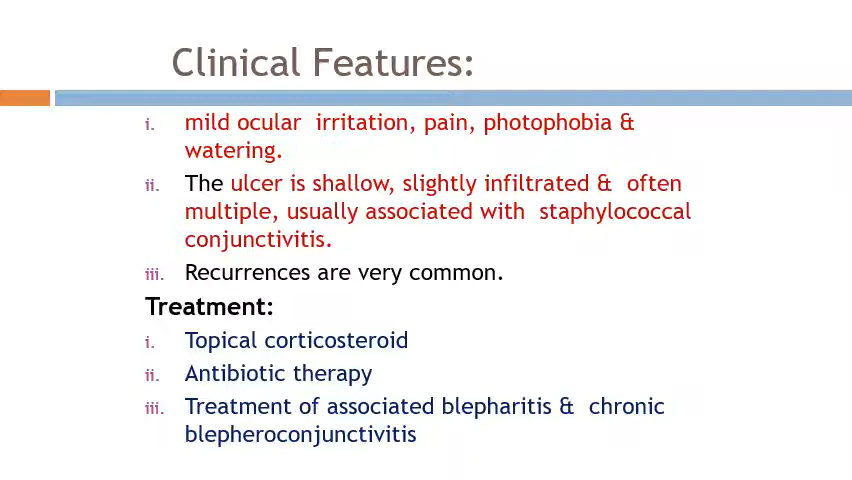 Clinical Features:
i. mild ocular irritation, pain, photophobia &
watering.
ii. The ulcer is shallow, slightly infiltrated & often
multiple, usually associated with staphylococcal
conjunctivitis.
iii. Recurrences are very common.
Treatment:
i. Topical corticosteroid
ii. Antibiotic therapy
iii. Treatment of associated blepharitis & chronic
blepheroconjunctivitis